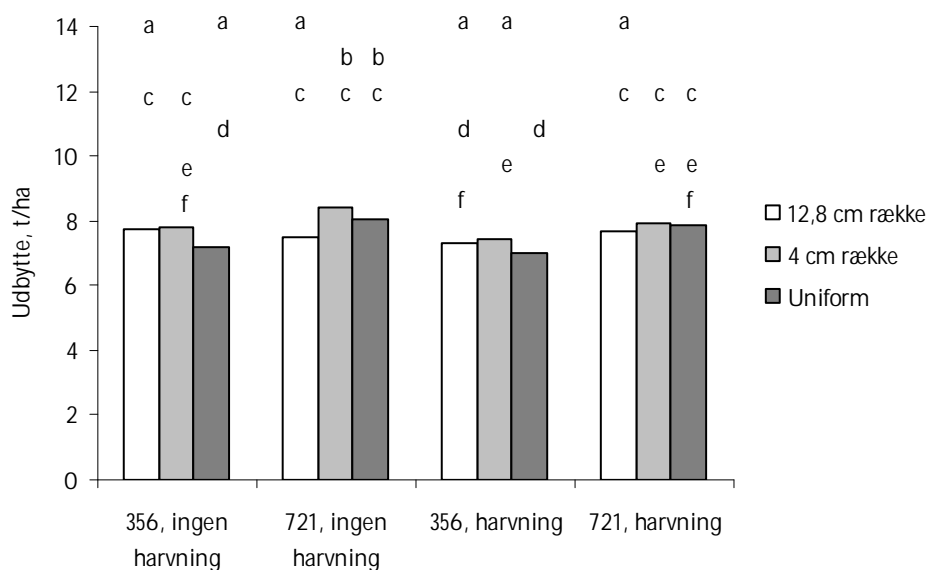 14
12
10
8
6
4
2
0
Udbytte, t/ha
a a a a a a
b b
c c c c c c c c
d d d
e e e e
f f f
12,8 cm række
4 cm række
Uniform
356, ingen
harvning
721, ingen
harvning
356, harvning
721, harvning